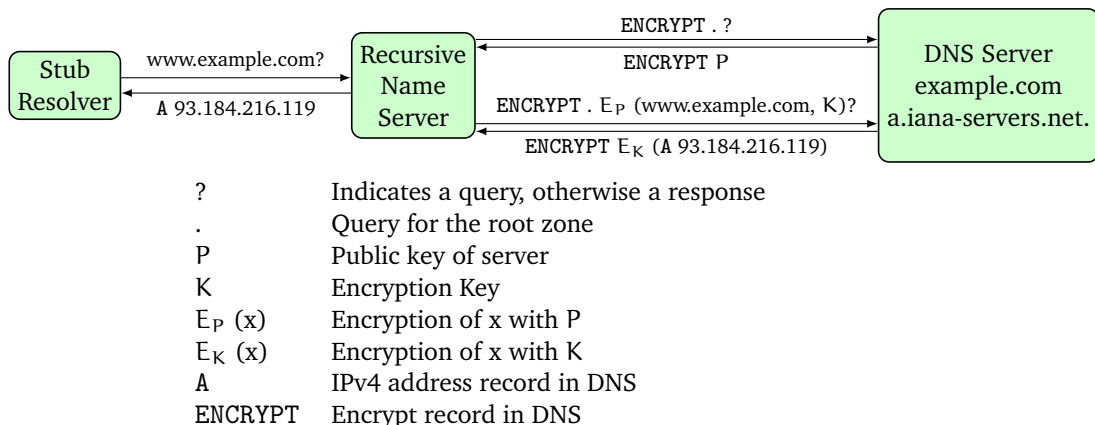 Stub
Resolver
www.example.com?
A 93.184.216.119
Recursive
Name
Server
ENCRYPT . ?
ENCRYPT P
ENCRYPT . E_P (www.example.com, K)?
ENCRYPT E_K (A 93.184.216.119)
DNS Server
example.com
a.iana-servers.net.
? Indicates a query, otherwise a response
. Query for the root zone
P Public key of server
K Encryption Key
E_P (x) Encryption of x with P
E_K (x) Encryption of x with K
A IPv4 address record in DNS
ENCRYPT Encrypt record in DNS